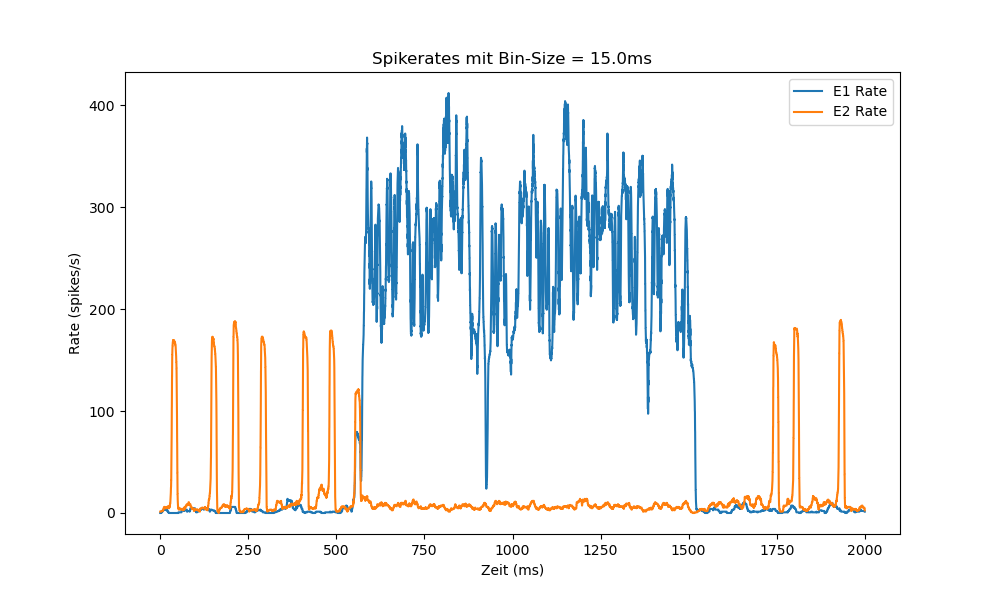 Spikerates mit Bin-Size = 15.0ms
E1 Rate
E2 Rate
Rate (spikes/s)
400
300
200
100
0
0 250 500 750 1000 1250 1500 1750 2000
Zeit (ms)